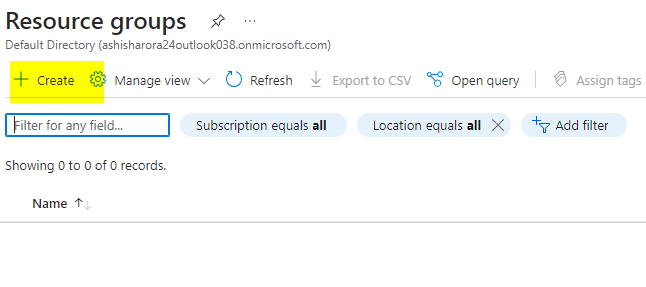 Resource groups ...
Default Directory (ashisharora24outlook038.onmicrosoft.com)
+ Create Manage view Refresh Export to CSV Open query Assign tags
Filter for any field... Subscription equals all Location equals all Add filter
Showing 0 to 0 of 0 records.
Name ↑↓